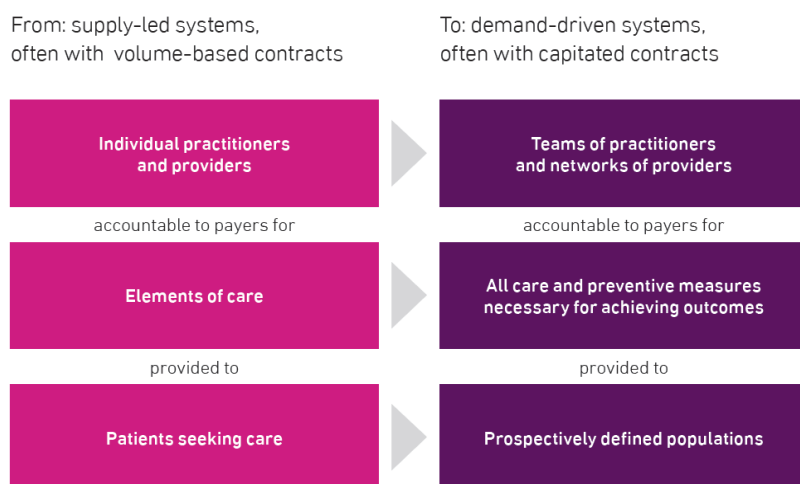 From: supply-led systems,
often with volume-based contracts
To: demand-driven systems,
often with capitated contracts
Individual practitioners
and providers
Teams of practitioners
and networks of providers
accountable to payers for
accountable to payers for
Elements of care
All care and preventive measures
necessary for achieving outcomes
provided to
provided to
Patients seeking care
Prospectively defined populations